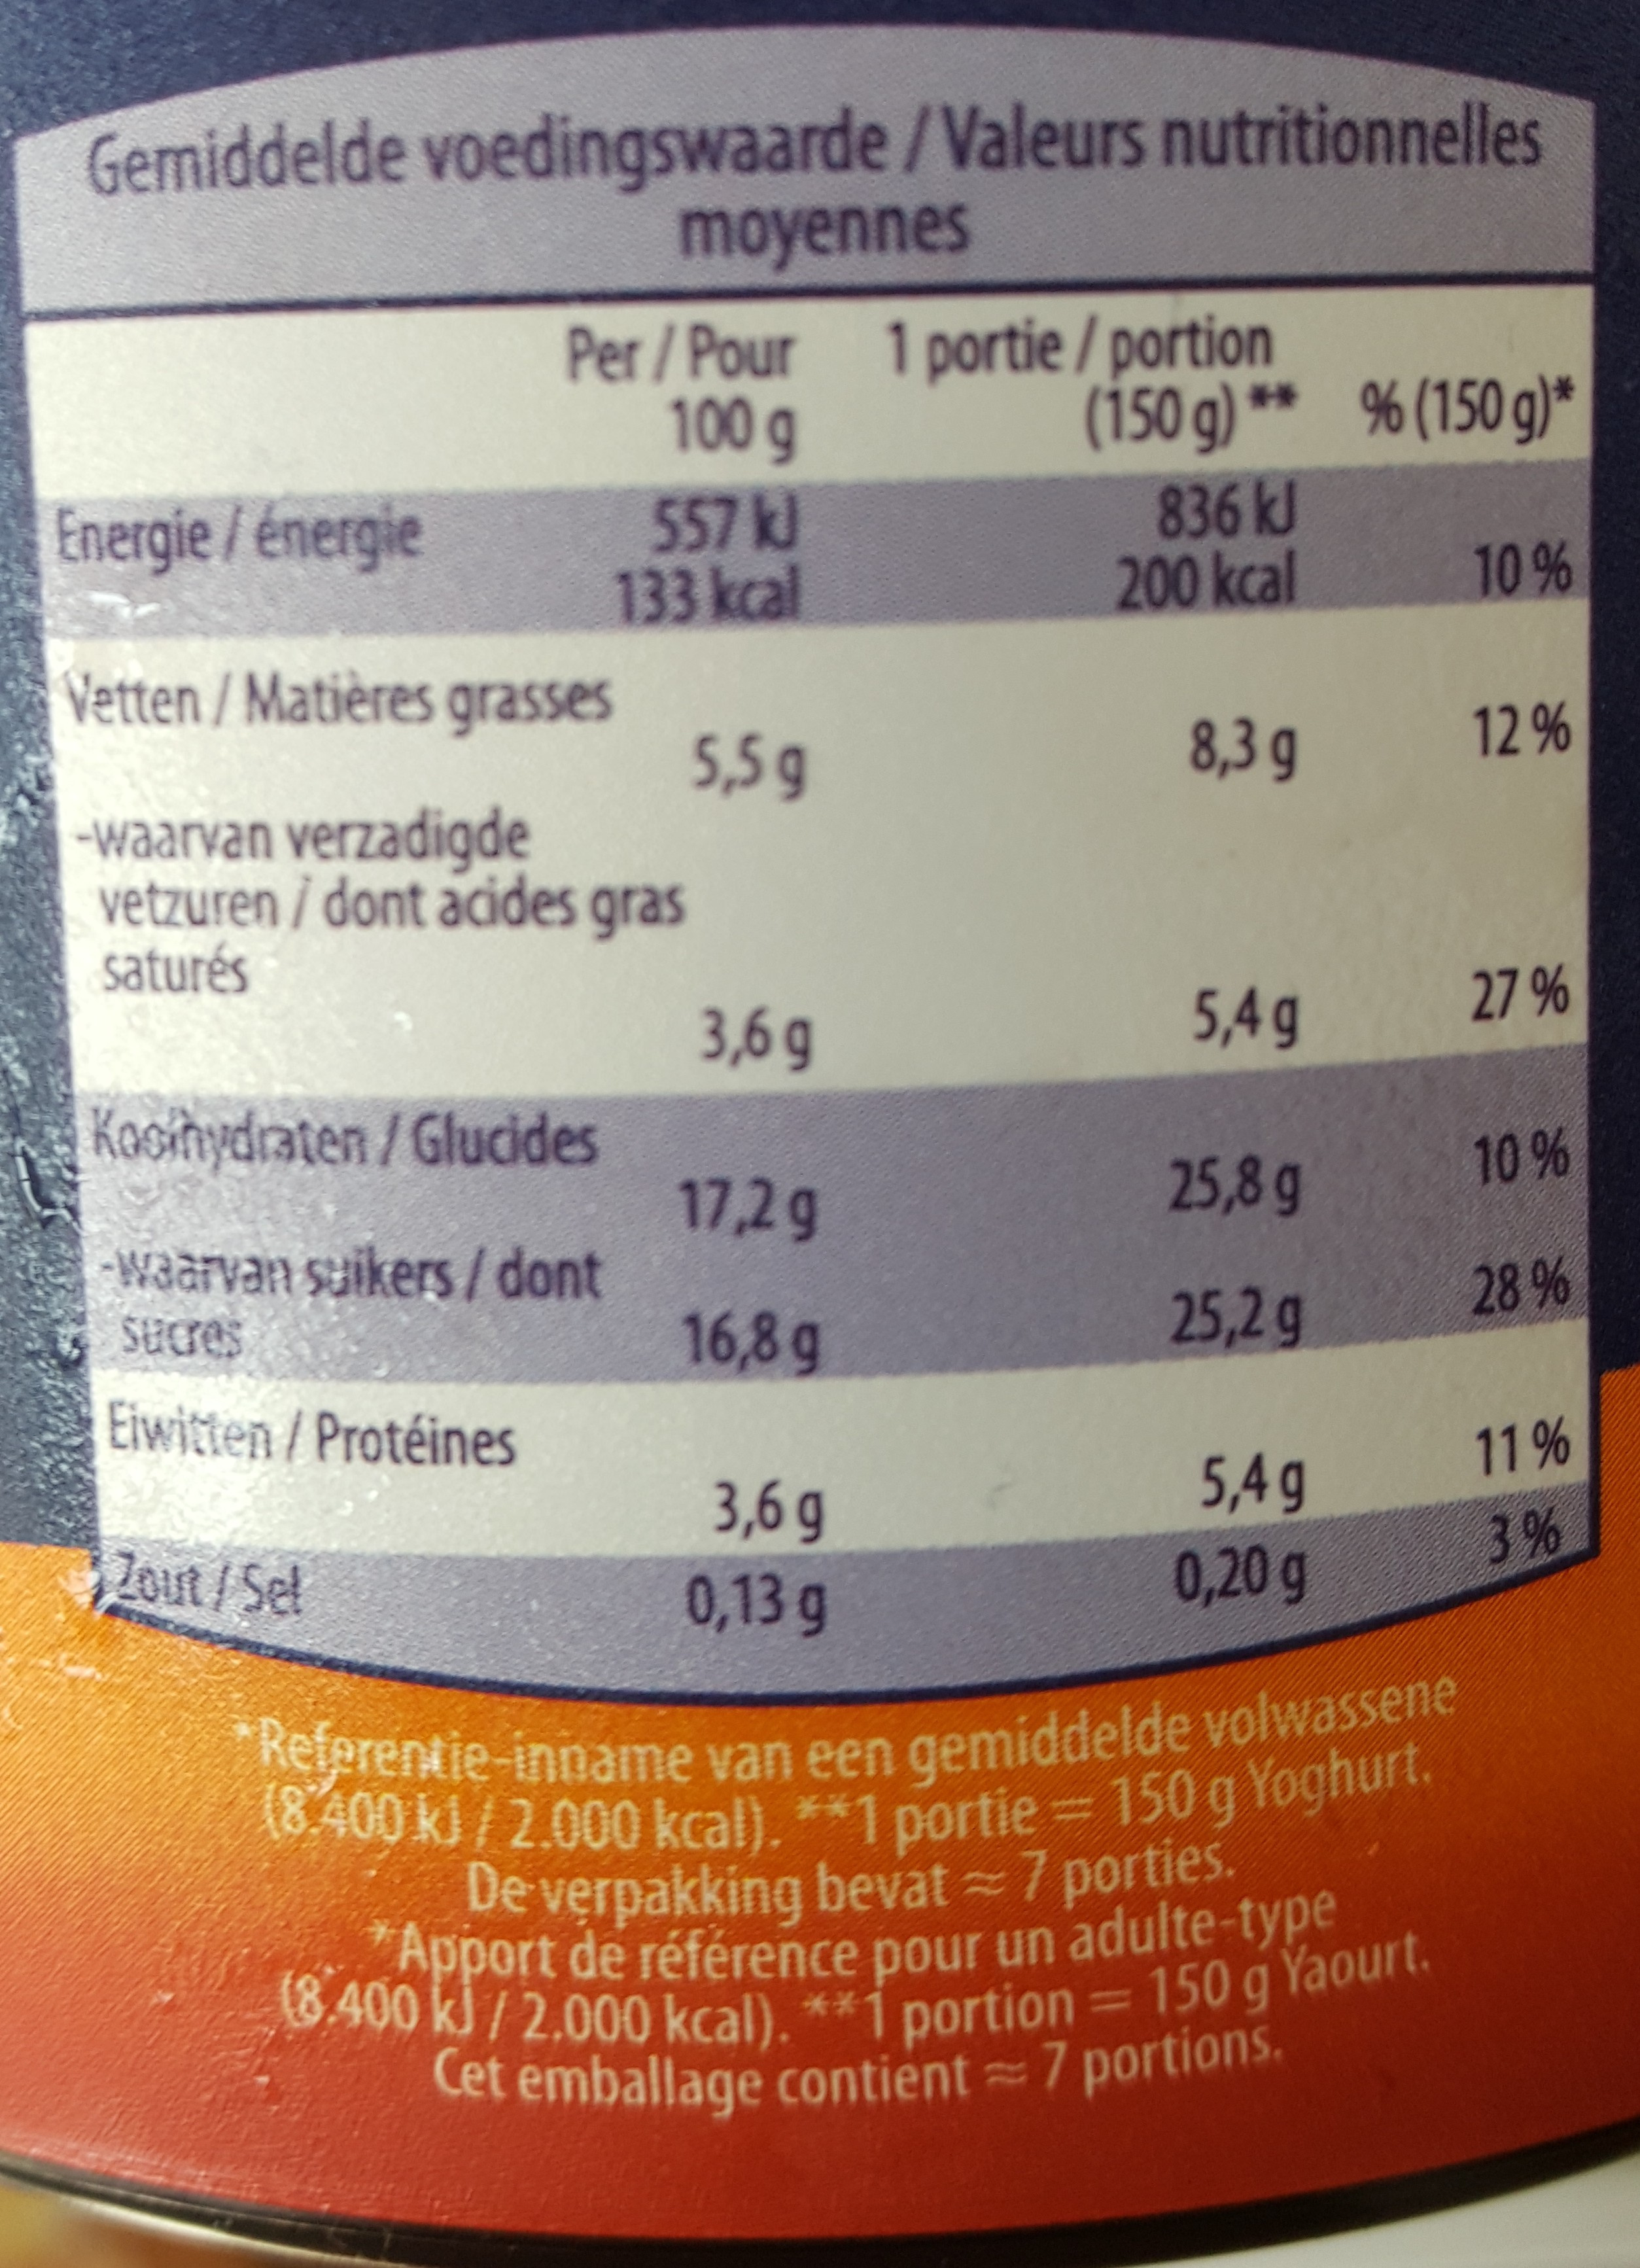 Gemiddelde voedingswaarde / Valeurs nutritionnelles
moyennes
Per / Pour 1 portie / portion
100 g (150 g) ** % (150 g)*
Energie / énergie 557 kJ 836 kJ
133 kcal 200 kcal 10 %
Vetten / Matières grasses
5,5 g 8,3 g 12 %
-waarvan verzadigde
vetzuren / dont acides gras
saturés
3,6 g 5,4 g 27 %
Koolhydraten / Glucides
17,2 g 25,8 g 10 %
-waarvan suikers / dont
sucres 16,8 g 25,2 g 28 %
Eiwitten / Protéines
3,6 g 5,4 g 11 %
Zout / Sel 0,13 g 0,20 g 3 %
*Referentie-inname van een gemiddelde volwassene
(8.400 kJ / 2.000 kcal). **1 portie = 150 g Yoghurt.
De verpakking bevat ≈ 7 porties.
*Apport de référence pour un adulte-type
(8.400 kJ / 2.000 kcal). **1 portion = 150 g Yaourt.
Cet emballage contient ≈ 7 portions.